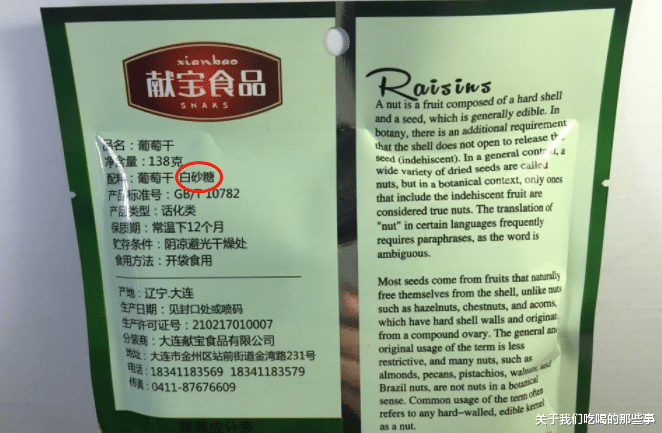 xianbao
献宝食品
SNAKS
品名：葡萄干
净含量：138克
配料：葡萄干 白砂糖
产品标准号：GB/T 10782
产品类型：话化类
保质期：常温下12个月
贮存条件：阴凉避光干燥处
食用方法：开袋食用
产地：辽宁.大连
生产日期：见封口处或喷码
生产许可证号：210217010007
分装商：大连献宝食品有限公司
地址：大连市金州区站前街道金湾路231号
电话：18341183569 18341183579
传真：0411-87676609
营养成分表
Raisins
A nut is a fruit composed of a hard shell
and a seed, which is generally edible. In
botany, there is an additional requirement
that the shell does not open to release the
seed (indehiscent). In a general context, a
wide variety of dried seeds are called
nuts, but in a botanical context, only ones
that include the indehiscent fruit are
considered true nuts. The translation of
"nut" in certain languages frequently
requires paraphrases, as the word is
ambiguous.
Most seeds come from fruits that naturally
free themselves from the shell, unlike nuts
such as hazelnuts, chestnuts, and acorns,
which have hard shell walls and originate
from a compound ovary. The general and
original usage of the term is less
restrictive, and many nuts, such as
almonds, pecans, pistachios, walnuts, and
Brazil nuts, are not nuts in a botanical
sense. Common usage of the term often
refers to any hard-walled, edible kernel
as a nut.
关于我们吃喝的那些事